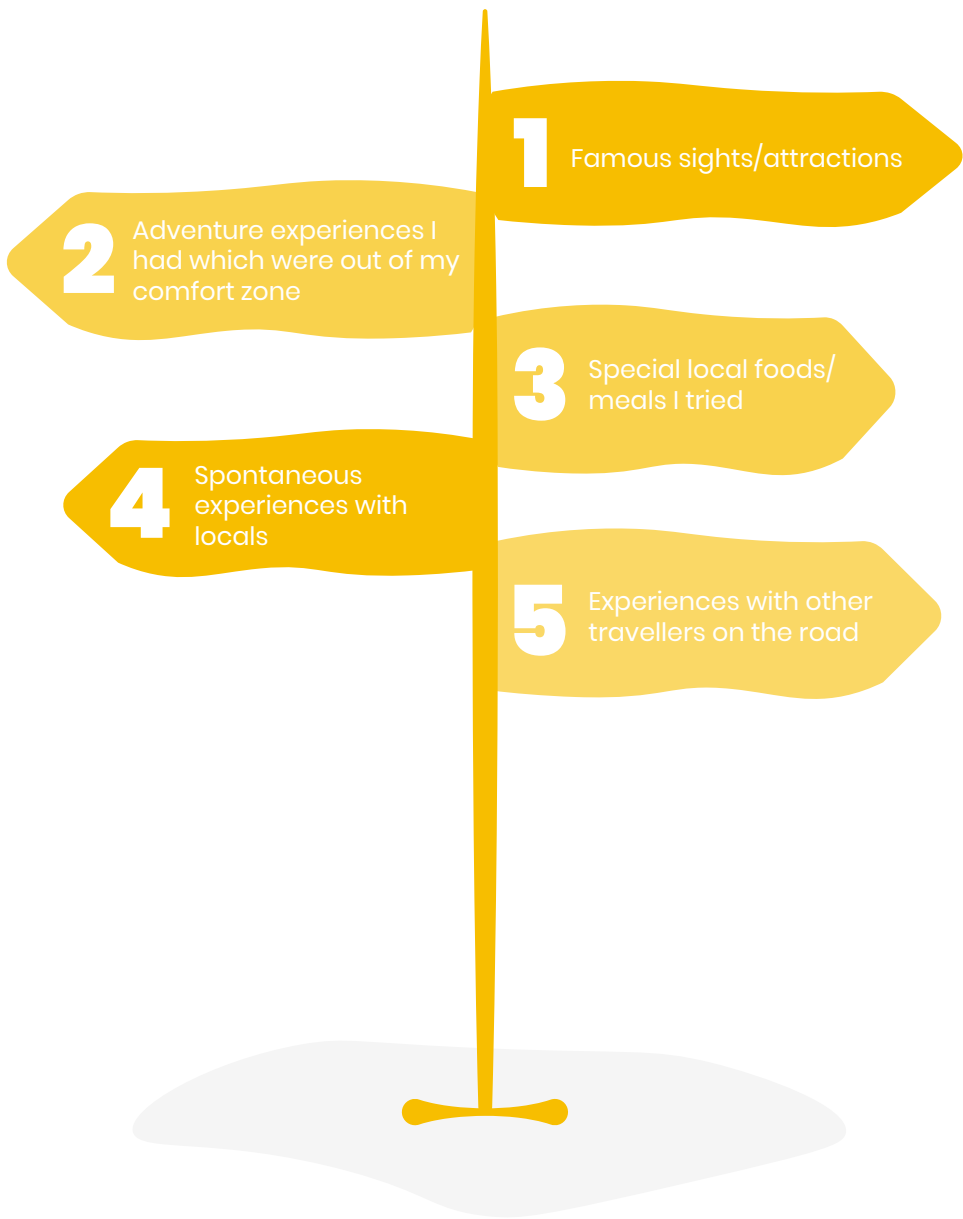 1
Famous sights/attractions
2
Adventure experiences I
had which were out of my
comfort zone
3
Special local foods/
meals I tried
4
Spontaneous
experiences with
locals
5
Experiences with other
travellers on the road